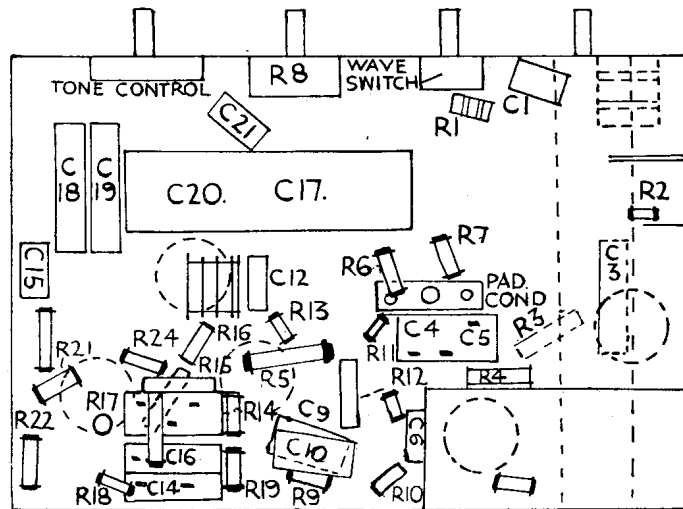 R8
WAVE
SWITCH
TONE CONTROL
C21
R1
C1
C
18
C
19
C20.
C17.
R2
C15
C12
R6
R7
C
3
PAD.
COND
R13
R16
R24
R11
C4
C5
R3
R21
R15
R5
R4
R12
R17
R14
C9
R22
C6
C10
C16
C14
R18
R19
R9
R10